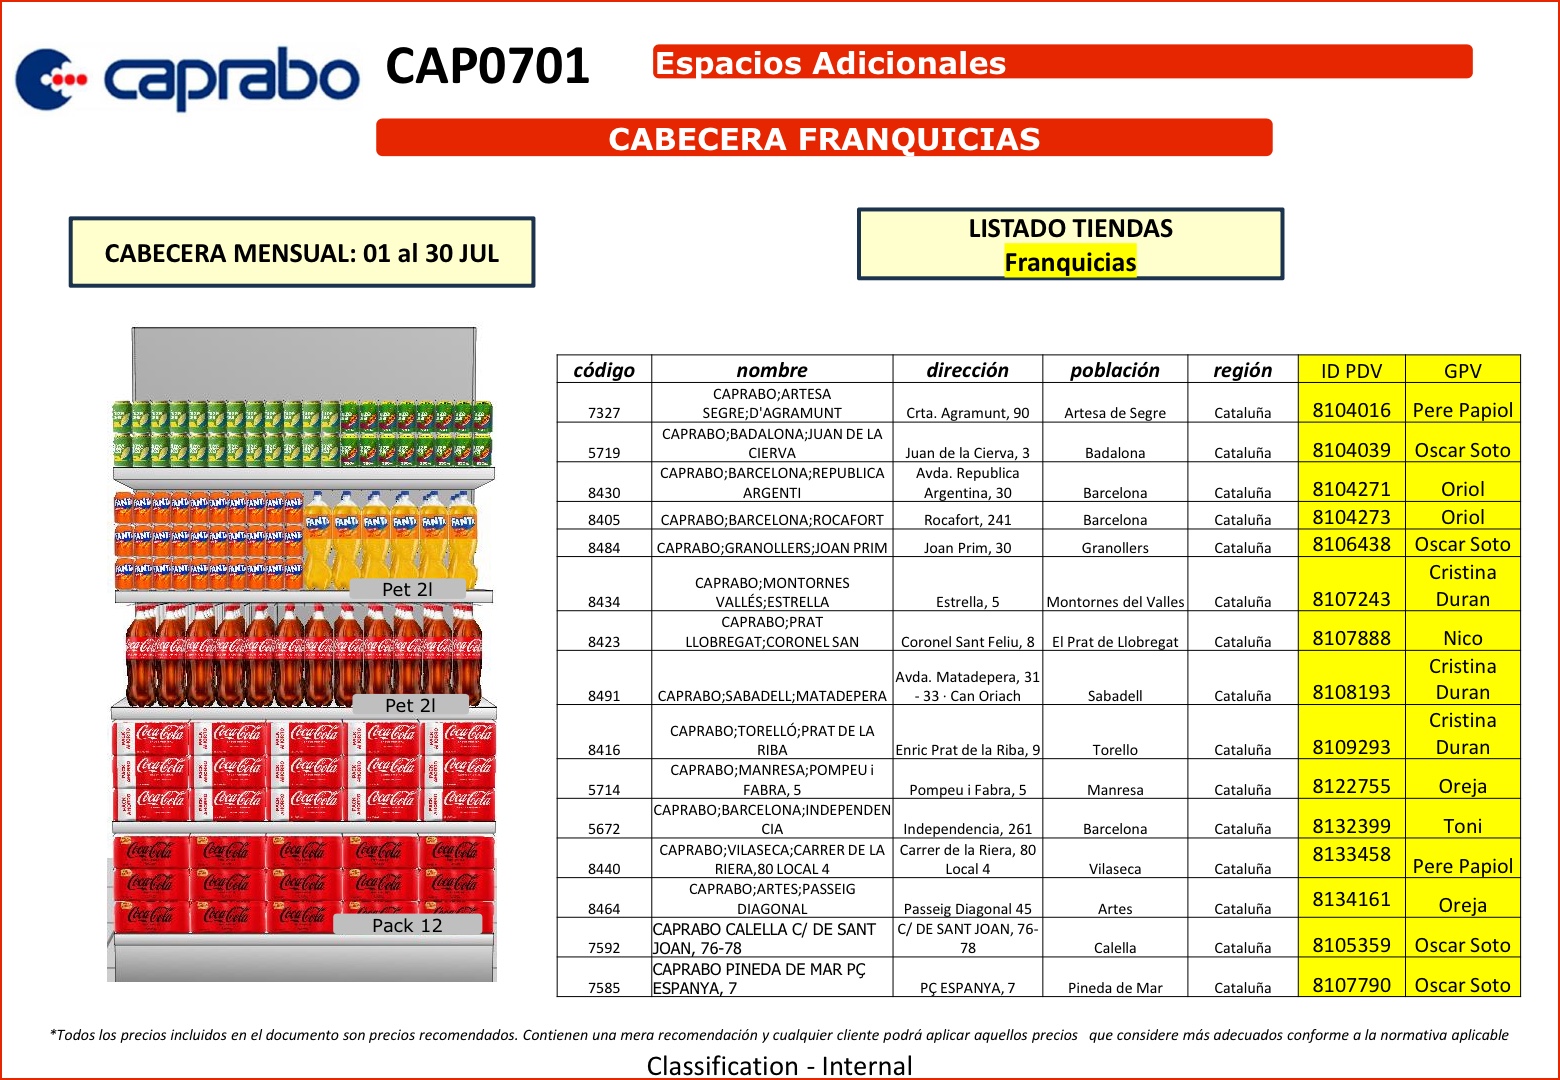 caprabo
CAP0701
Espacios Adicionales
CABECERA FRANQUICIAS
CABECERA MENSUAL: 01 al 30 JUL
LISTADO TIENDAS
Franquicias
Pet 2l
Pet 2l
Pack 12
código nombre dirección población región ID PDV GPV
CAPRABO;ARTESA
7327 SEGRE;D'AGRAMUNT Crta. Agramunt, 90 Artesa de Segre Cataluña 8104016 Pere Papiol
CAPRABO;BADALONA;JUAN DE LA
5719 CIERVA Juan de la Cierva, 3 Badalona Cataluña 8104039 Oscar Soto
CAPRABO;BARCELONA;REPUBLICA Avda. Republica
8430 ARGENTI Argentina, 30 Barcelona Cataluña 8104271 Oriol
8405 CAPRABO;BARCELONA;ROCAFORT Rocafort, 241 Barcelona Cataluña 8104273 Oriol
8484 CAPRABO;GRANOLLERS;JOAN PRIM Joan Prim, 30 Granollers Cataluña 8106438 Oscar Soto
CAPRABO;MONTORNES Cristina
8434 VALLÉS;ESTRELLA Estrella, 5 Montornes del Valles Cataluña 8107243 Duran
CAPRABO;PRAT
8423 LLOBREGAT;CORONEL SAN Coronel Sant Feliu, 8 El Prat de Llobregat Cataluña 8107888 Nico
Avda. Matadepera, 31 Cristina
8491 CAPRABO;SABADELL;MATADEPERA - 33 · Can Oriach Sabadell Cataluña 8108193 Duran
CAPRABO;TORELLÓ;PRAT DE LA Cristina
8416 RIBA Enric Prat de la Riba, 9 Torello Cataluña 8109293 Duran
CAPRABO;MANRESA;POMPEU i
5714 FABRA, 5 Pompeu i Fabra, 5 Manresa Cataluña 8122755 Oreja
CAPRABO;BARCELONA;INDEPENDEN
5672 CIA Independencia, 261 Barcelona Cataluña 8132399 Toni
CAPRABO;VILASECA;CARRER DE LA Carrer de la Riera, 80
8440 RIERA,80 LOCAL 4 Local 4 Vilaseca Cataluña 8133458 Pere Papiol
CAPRABO;ARTES;PASSEIG
8464 DIAGONAL Passeig Diagonal 45 Artes Cataluña 8134161 Oreja
CAPRABO CALELLA C/ DE SANT C/ DE SANT JOAN, 76-
7592 JOAN, 76-78 78 Calella Cataluña 8105359 Oscar Soto
CAPRABO PINEDA DE MAR PÇ
7585 ESPANYA, 7 PÇ ESPANYA, 7 Pineda de Mar Cataluña 8107790 Oscar Soto
*Todos los precios incluidos en el documento son precios recomendados. Contienen una mera recomendación y cualquier cliente podrá aplicar aquellos precios que considere más adecuados conforme a la normativa aplicable
Classification - Internal